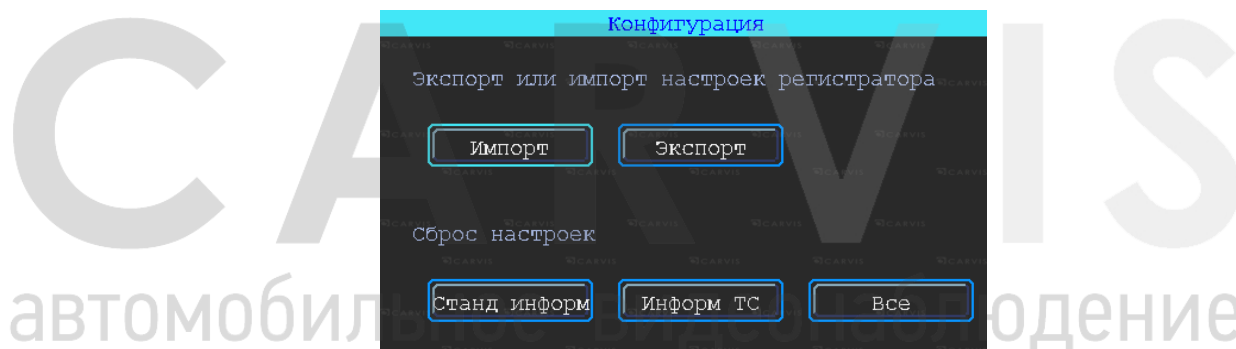 CARVIS
Конфигурация
Экспорт или импорт настроек регистратора
Импорт Экспорт
Сброс настроек
Станд информ Информ ТС Все
автомобильное видеонаблюдение